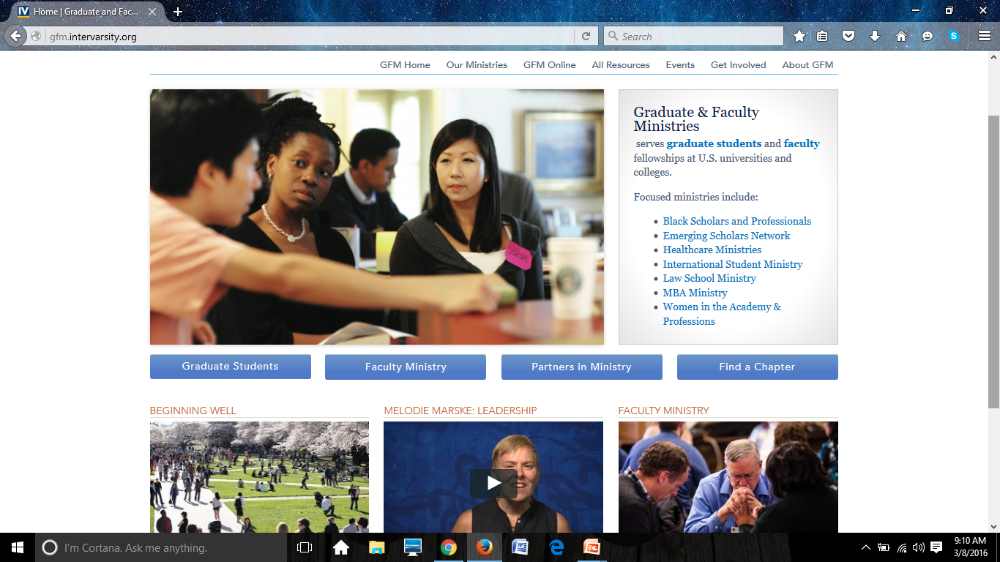 Home | Graduate and Fac...
gfm.intervarsity.org
Search
GFM Home Our Ministries GFM Online All Resources Events Get Involved About GFM
SARAH
Graduate & Faculty
Ministries
serves graduate students and faculty
fellowships at U.S. universities and
colleges.
Focused ministries include:
• Black Scholars and Professionals
• Emerging Scholars Network
• Healthcare Ministries
• International Student Ministry
• Law School Ministry
• MBA Ministry
• Women in the Academy &
Professions
Graduate Students Faculty Ministry Partners in Ministry Find a Chapter
BEGINNING WELL MELODIE MARSKE: LEADERSHIP FACULTY MINISTRY
I'm Cortana. Ask me anything.
9:10 AM
3/8/2016